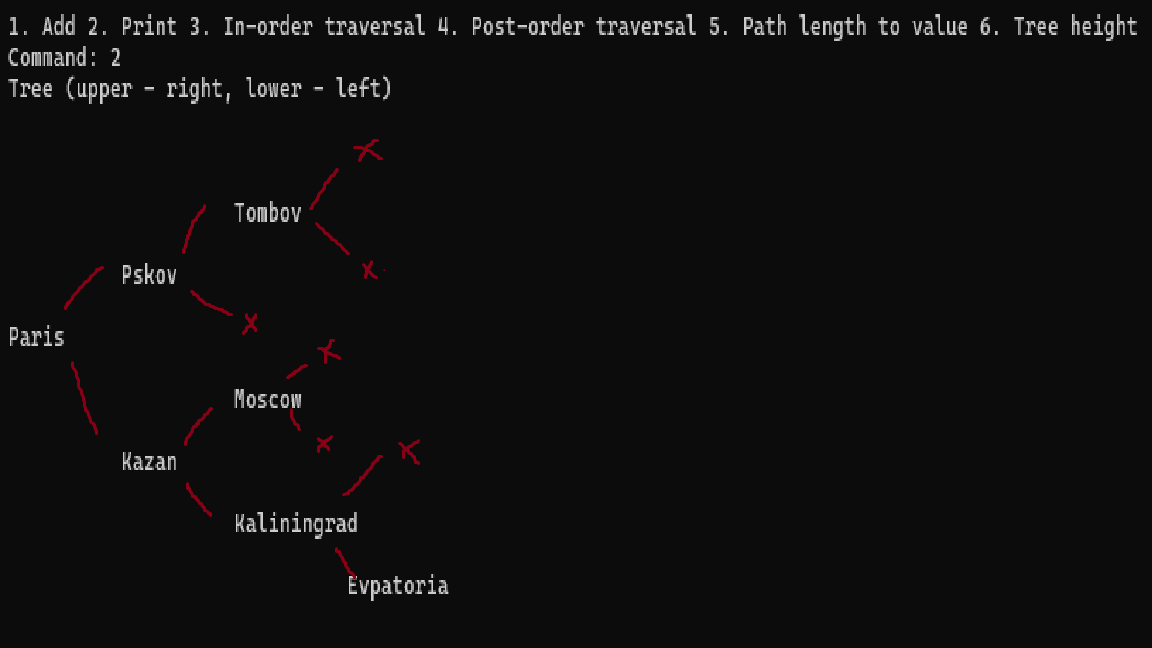 1. Add 2. Print 3. In-order traversal 4. Post-order traversal 5. Path length to value 6. Tree height
Command: 2
Tree (upper - right, lower - left)
Tombov
Pskov
Paris
Moscow
Kazan
Kaliningrad
Evpatoria